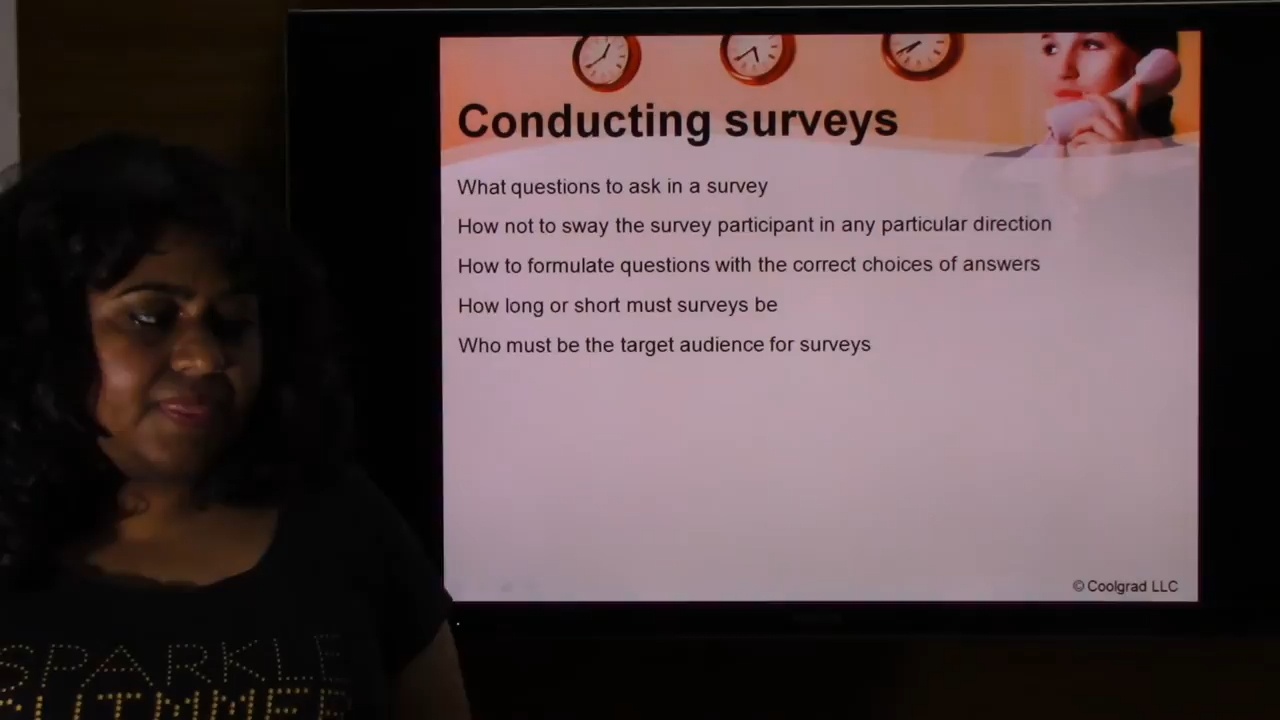 Conducting surveys
What questions to ask in a survey
How not to sway the survey participant in any particular direction
How to formulate questions with the correct choices of answers
How long or short must surveys be
Who must be the target audience for surveys
© Coolgrad LLC
SPARKLE